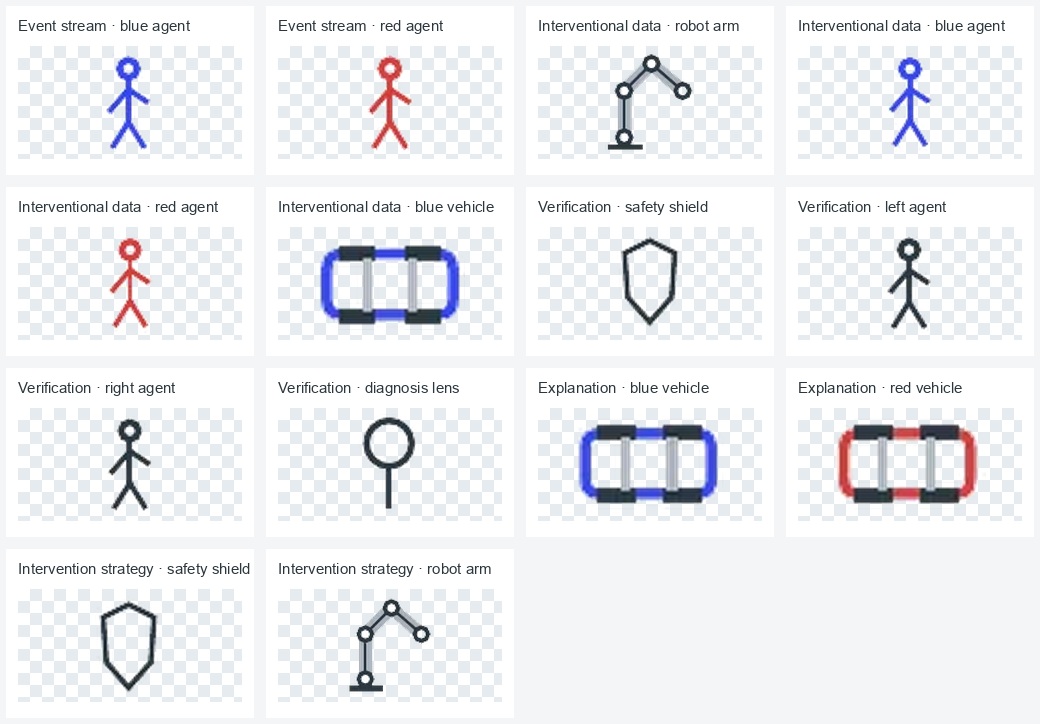 Event stream · blue agent
Event stream · red agent
Interventional data · robot arm
Interventional data · blue agent
Interventional data · red agent
Interventional data · blue vehicle
Verification · safety shield
Verification · left agent
Verification · right agent
Verification · diagnosis lens
Explanation · blue vehicle
Explanation · red vehicle
Intervention strategy · safety shield
Intervention strategy · robot arm